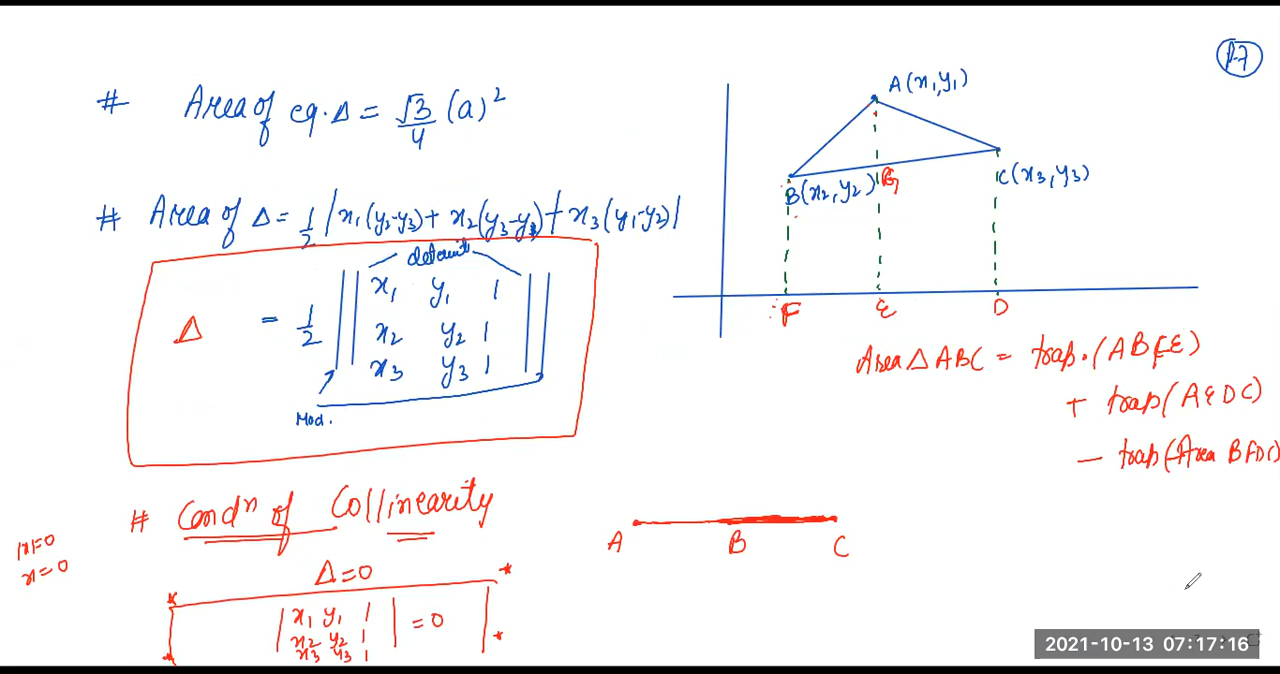 P-7
# Area of eq. Δ = √3/4 (a)²
# Area of Δ = 1/2 |x₁(y₂-y₃) + x₂(y₃-y₁) + x₃(y₁-y₂)|
Δ = 1/2 || x₁ y₁ 1
x₂ y₂ 1
x₃ y₃ 1 ||
Mod.
A(x₁,y₁)
B(x₂,y₂)
G
C(x₃,y₃)
F E D
Area Δ ABC = trap.(ABFE)
+ trap(AEDC)
- trap(Area BFDC)
# Condⁿ of Collinearity
A B C
|x|=0
x=0
Δ=0
| x₁ y₁ 1
x₂ y₂ 1
x₃ y₃ 1 | = 0
2021-10-13 07:17:16